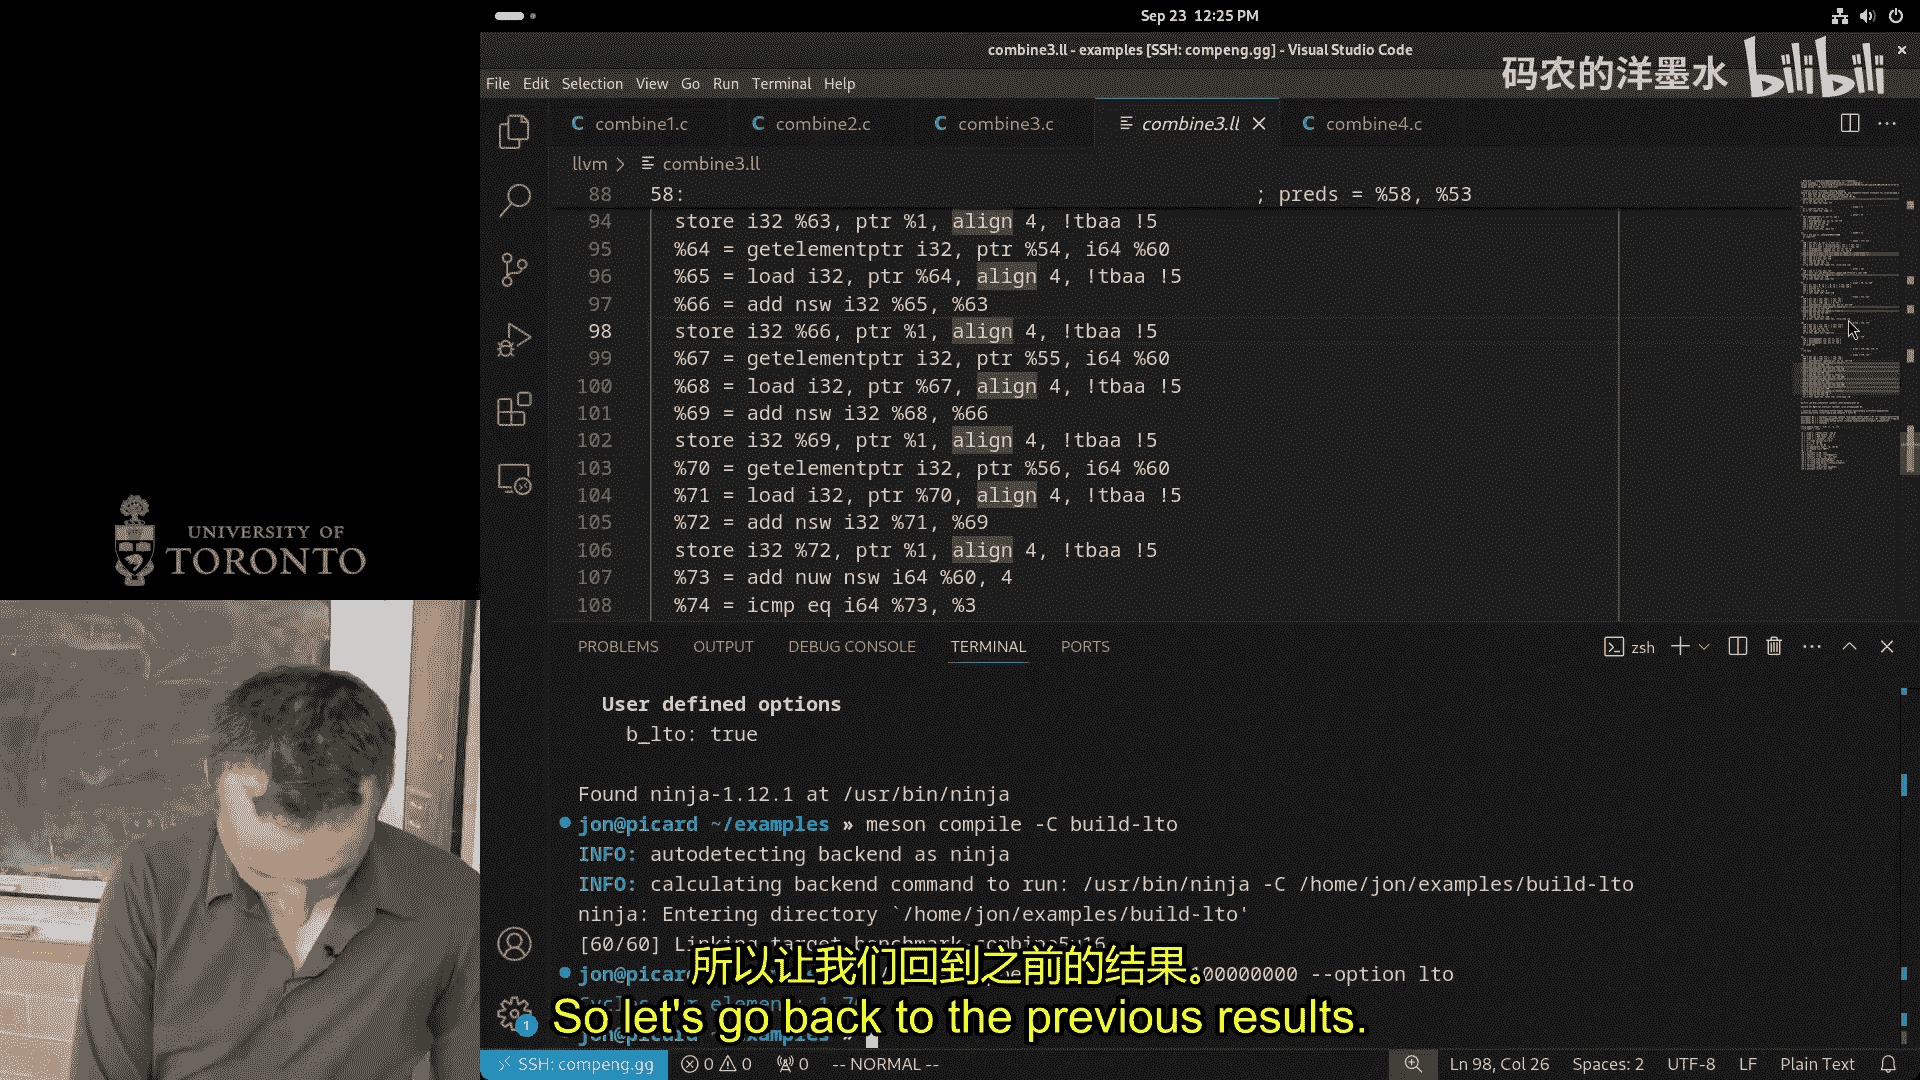 Sep 23 12:25 PM
combine3.ll - examples [SSH: compeng.gg] - Visual Studio Code
码农的洋墨水 bilibili
File Edit Selection View Go Run Terminal Help
C combine1.c C combine2.c C combine3.c combine3.ll C combine4.c
llvm > combine3.ll
88 58: ; preds = %58, %53
94 store i32 %63, ptr %1, align 4, !tbaa !5
95 %64 = getelementptr i32, ptr %54, i64 %60
96 %65 = load i32, ptr %64, align 4, !tbaa !5
97 %66 = add nsw i32 %65, %63
98 store i32 %66, ptr %1, align 4, !tbaa !5
99 %67 = getelementptr i32, ptr %55, i64 %60
100 %68 = load i32, ptr %67, align 4, !tbaa !5
101 %69 = add nsw i32 %68, %66
102 store i32 %69, ptr %1, align 4, !tbaa !5
103 %70 = getelementptr i32, ptr %56, i64 %60
104 %71 = load i32, ptr %70, align 4, !tbaa !5
105 %72 = add nsw i32 %71, %69
106 store i32 %72, ptr %1, align 4, !tbaa !5
107 %73 = add nuw nsw i64 %60, 4
108 %74 = icmp eq i64 %73, %3
UNIVERSITY OF
TORONTO
PROBLEMS OUTPUT DEBUG CONSOLE TERMINAL PORTS
zsh
User defined options
b_lto: true
Found ninja-1.12.1 at /usr/bin/ninja
jon@picard ~/examples » meson compile -C build-lto
INFO: autodetecting backend as ninja
INFO: calculating backend command to run: /usr/bin/ninja -C /home/jon/examples/build-lto
ninja: Entering directory `/home/jon/examples/build-lto'
[60/60] Linking target
100000000 --option lto
jon@picard ~/examples »
所以让我们回到之前的结果。
So let's go back to the previous results.
1
SSH: compeng.gg 0 0 0 -- NORMAL -- Ln 98, Col 26 Spaces: 2 UTF-8 LF Plain Text